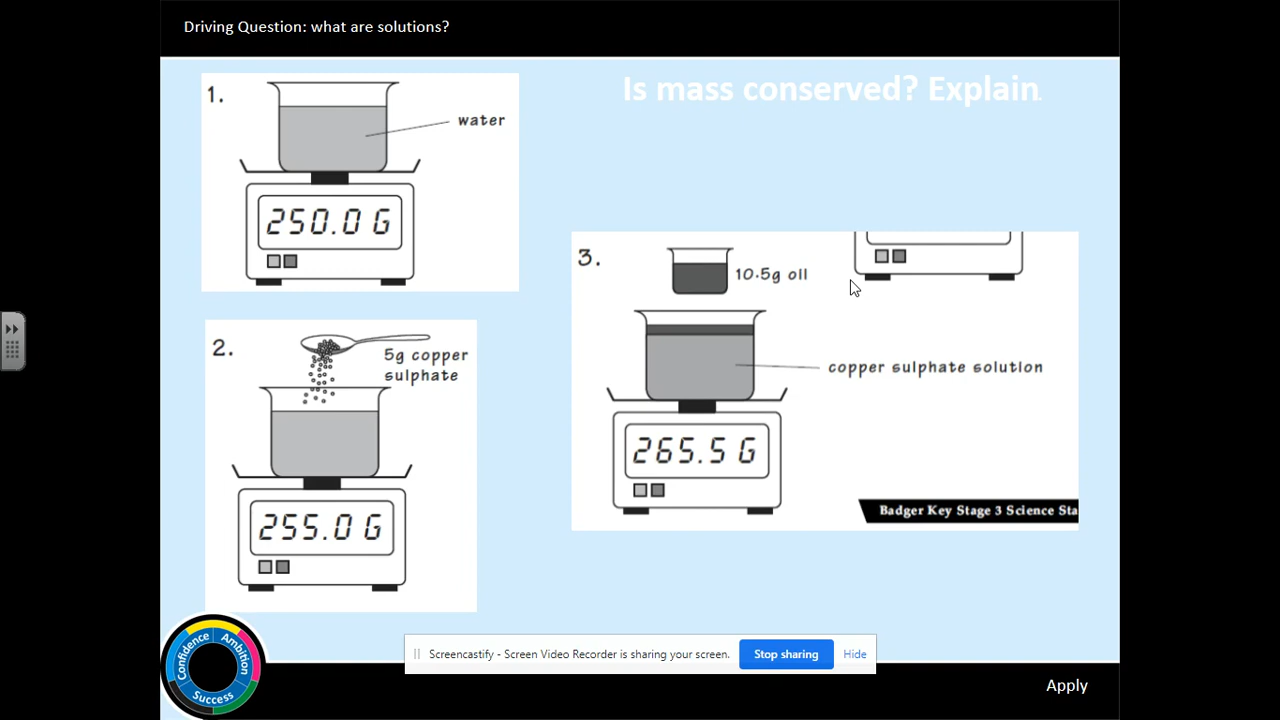 Driving Question: what are solutions?
Is mass conserved? Explain.
1.
water
250.0 G
2.
5g copper
sulphate
255.0 G
3.
10.5g oil
copper sulphate solution
265.5 G
Badger Key Stage 3 Science Sta
Confidence
Ambition
Success
Screencastify - Screen Video Recorder is sharing your screen.
Stop sharing
Hide
Apply